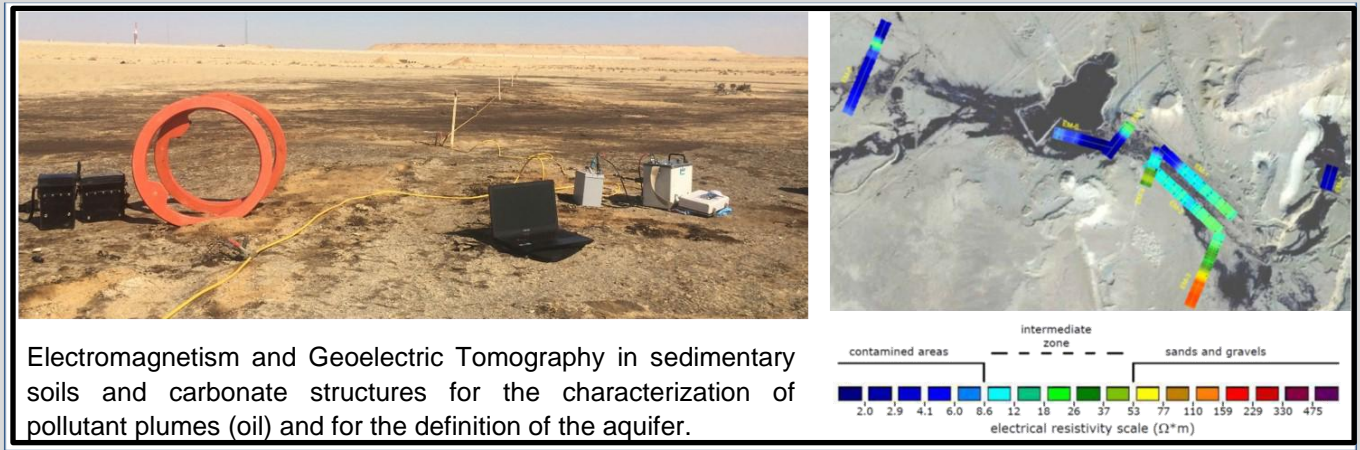 Electromagnetism and Geoelectric Tomography in sedimentary
soils and carbonate structures for the characterization of
pollutant plumes (oil) and for the definition of the aquifer.
EM-5
intermediate
zone
contamined areas
sands and gravels
2.0 2.9 4.1 6.0 8.6 12 18 26 37 53 77 110 159 229 330 475
electrical resistivity scale (Ω*m)